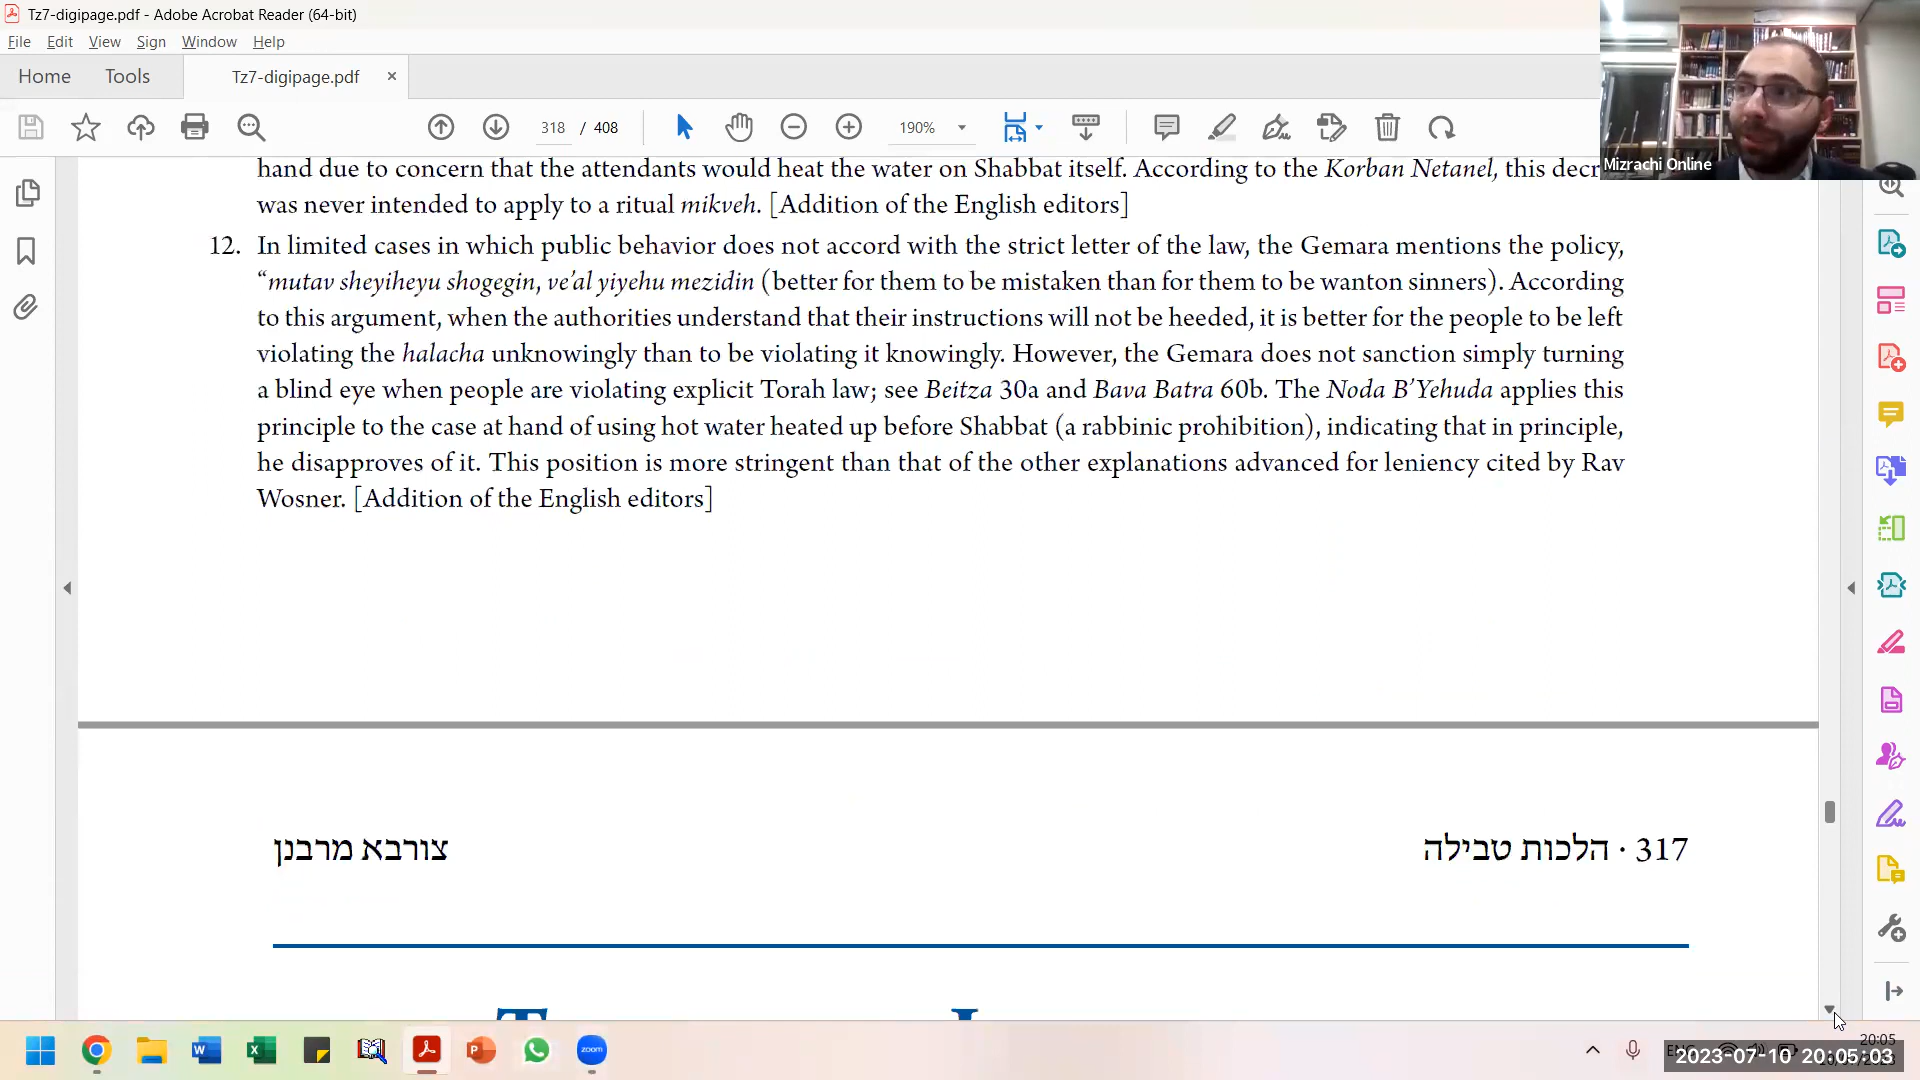 Tz7-digipage.pdf - Adobe Acrobat Reader (64-bit)
File Edit View Sign Window Help
Home Tools Tz7-digipage.pdf ×
318 / 408 190%
Mizrachi Online
hand due to concern that the attendants would heat the water on Shabbat itself. According to the Korban Netanel, this decr
was never intended to apply to a ritual mikveh. [Addition of the English editors]
12. In limited cases in which public behavior does not accord with the strict letter of the law, the Gemara mentions the policy,
“mutav sheyiheyu shogegin, ve’al yiyehu mezidin (better for them to be mistaken than for them to be wanton sinners). According
to this argument, when the authorities understand that their instructions will not be heeded, it is better for the people to be left
violating the halacha unknowingly than to be violating it knowingly. However, the Gemara does not sanction simply turning
a blind eye when people are violating explicit Torah law; see Beitza 30a and Bava Batra 60b. The Noda B’Yehuda applies this
principle to the case at hand of using hot water heated up before Shabbat (a rabbinic prohibition), indicating that in principle,
he disapproves of it. This position is more stringent than that of the other explanations advanced for leniency cited by Rav
Wosner. [Addition of the English editors]
317 · הלכות טבילה
צורבא מרבנן
zoom
20:05
2023-07-10 20:05:03